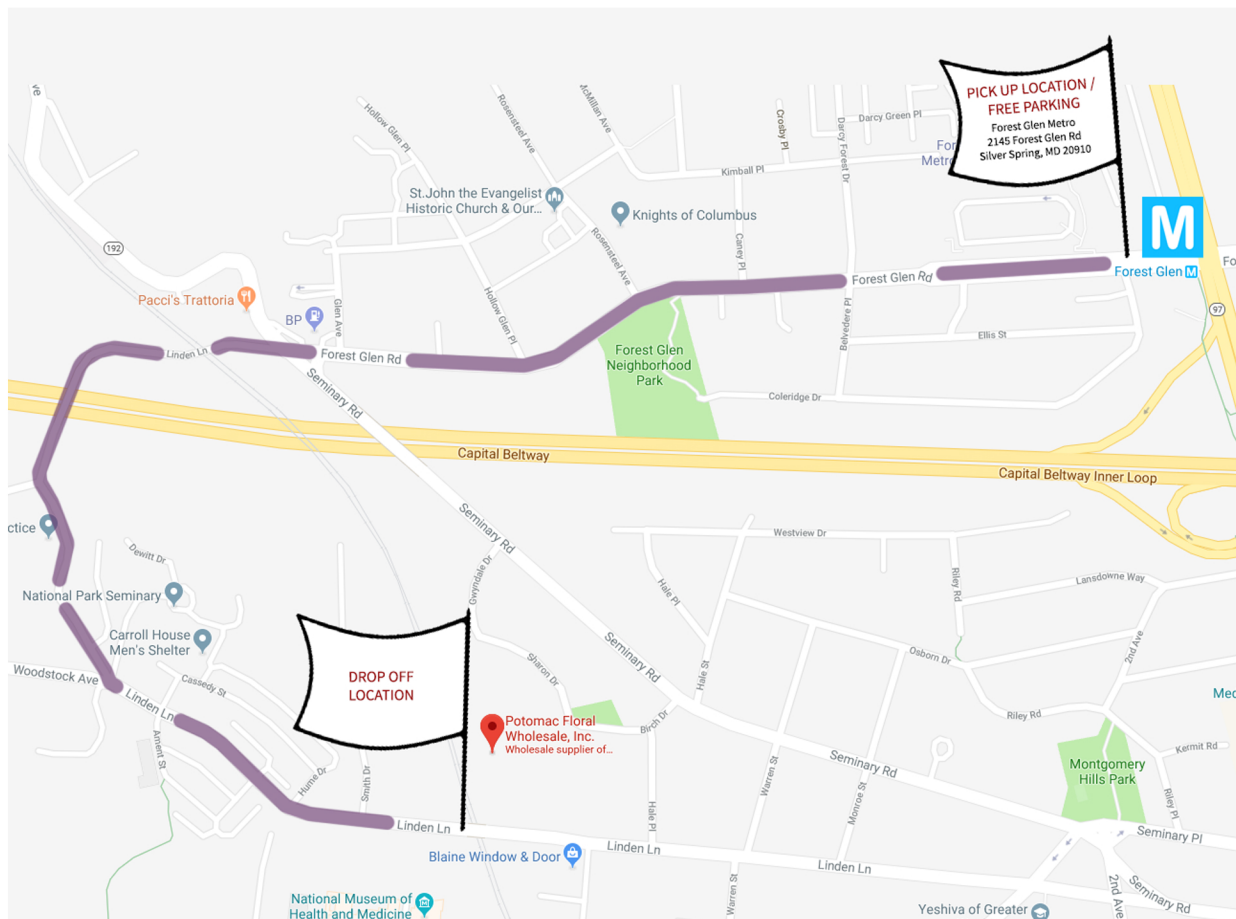 PICK UP LOCATION /
FREE PARKING
Forest Glen Metro
2145 Forest Glen Rd
Silver Spring, MD 20910
M
Forest Glen M
97
Darcy Green Pl
Darcy Forest Dr
Crosby Pl
McMillan Ave
Rosensteel Ave
Hollow Glen Pl
Kimball Pl
St.John the Evangelist
Historic Church & Our...
Knights of Columbus
Rosensteel Ave
Caney Pl
192
Forest Glen Rd
Pacci's Trattoria
BP
Glen Ave
Hollow Glen Pl
Belvedere Pl
Ellis St
Linden Ln
Forest Glen Rd
Forest Glen
Neighborhood
Park
Seminary Rd
Coleridge Dr
Capital Beltway
Capital Beltway Inner Loop
Seminary Rd
Westview Dr
ctice
Dewitt Dr
Gwyndale Dr
Hale Pl
Riley Rd
Lansdowne Way
National Park Seminary
Carroll House
Men's Shelter
Seminary Rd
Hale St
Osborn Dr
2nd Ave
DROP OFF
LOCATION
Woodstock Ave
Cassedy St
Linden Ln
Sharon Dr
Birch Dr
Med
Potomac Floral
Wholesale, Inc.
Wholesale supplier of...
Riley Rd
Kermit Rd
Ament St
Hume Dr
Smith Dr
Warren St
Seminary Rd
Monroe St
Montgomery
Hills Park
Riley Pl
Hale Pl
Linden Ln
Seminary Pl
Blaine Window & Door
Linden Ln
Linden Ln
National Museum of
Health and Medicine
Warren St
2nd Ave
Seminary Rd
Yeshiva of Greater